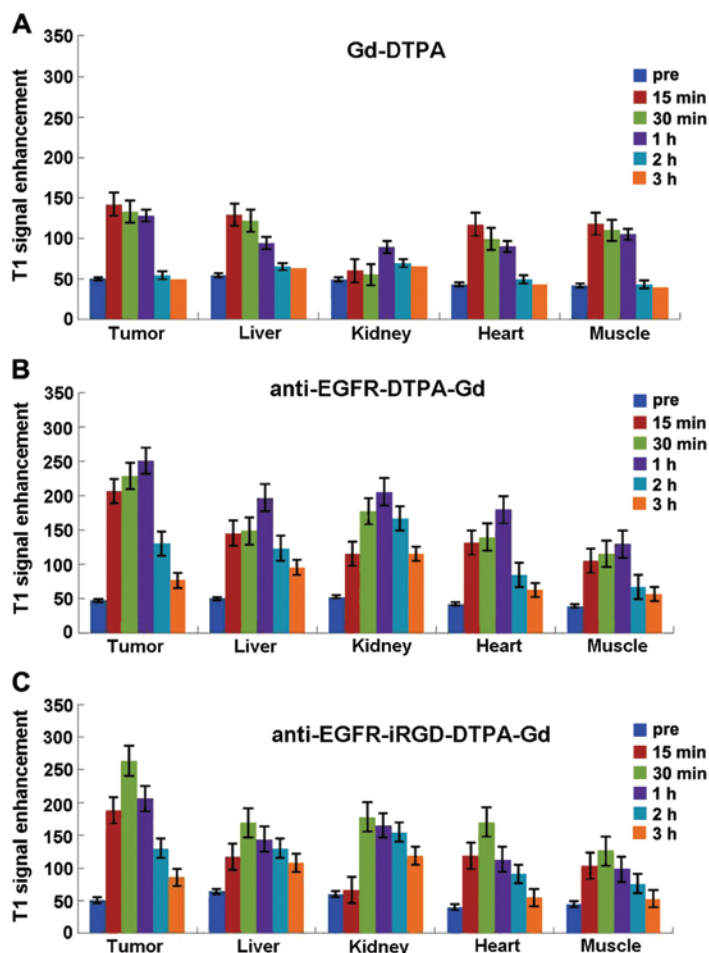 A
Gd-DTPA
T1 signal enhancement
350
300
250
200
150
100
50
0
pre
15 min
30 min
1 h
2 h
3 h
Tumor Liver Kidney Heart Muscle
B
anti-EGFR-DTPA-Gd
T1 signal enhancement
350
300
250
200
150
100
50
0
pre
15 min
30 min
1 h
2 h
3 h
Tumor Liver Kidney Heart Muscle
C
anti-EGFR-iRGD-DTPA-Gd
T1 signal enhancement
350
300
250
200
150
100
50
0
pre
15 min
30 min
1 h
2 h
3 h
Tumor Liver Kidney Heart Muscle